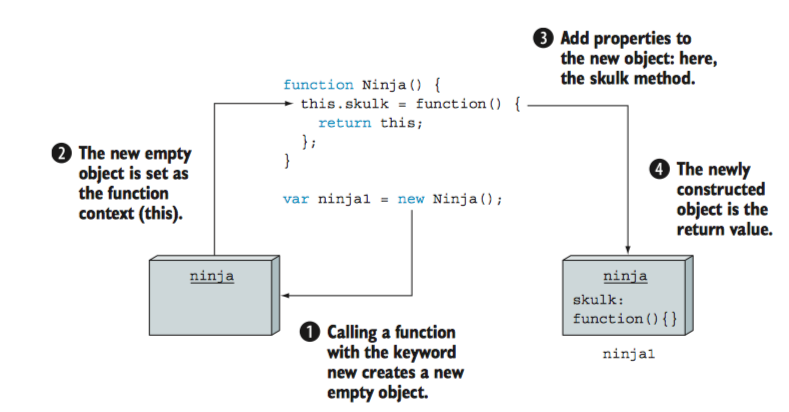 ❸ Add properties to
the new object: here,
the skulk method.
function Ninja() {
this.skulk = function() {
return this;
};
}
❷ The new empty
object is set as
the function
context (this).
❹ The newly
constructed
object is the
return value.
var ninja1 = new Ninja();
ninja
ninja
skulk:
function(){}
ninja1
❶ Calling a function
with the keyword
new creates a new
empty object.